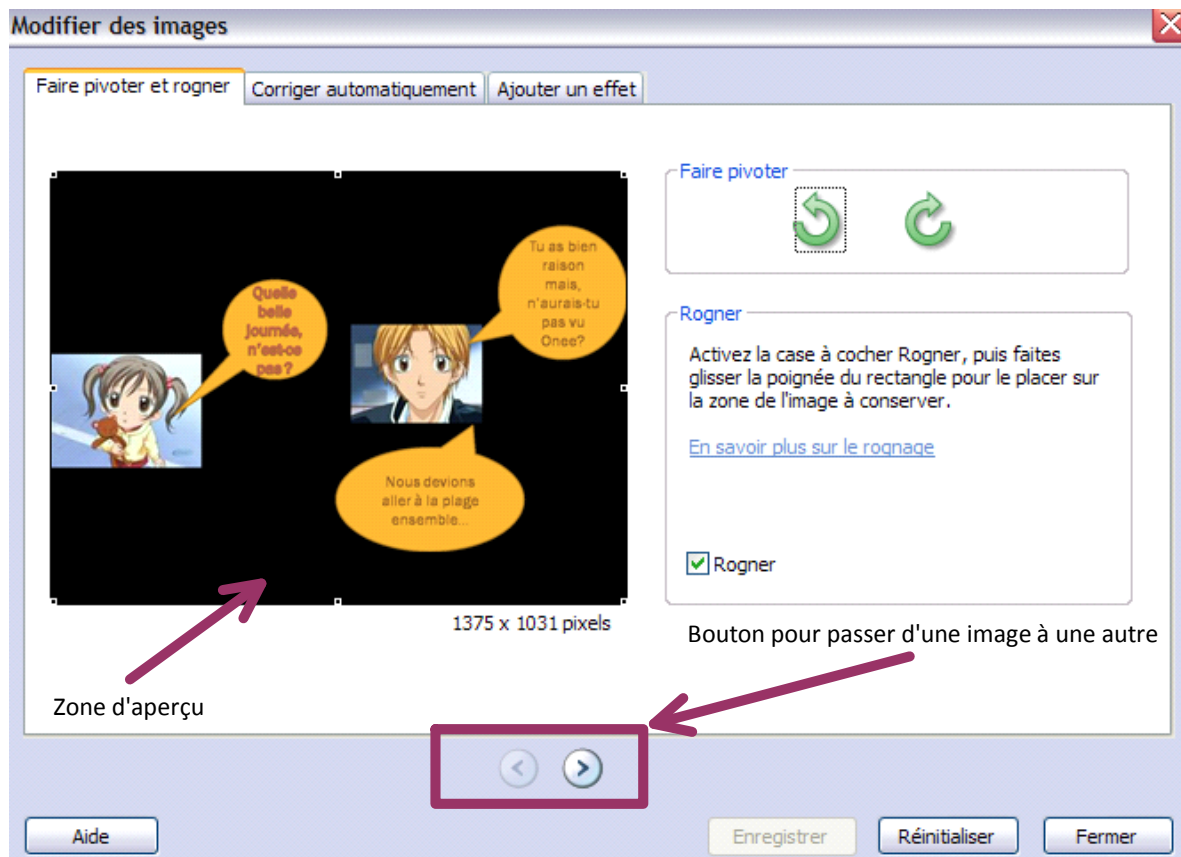 Modifier des images
Faire pivoter et rogner
Corriger automatiquement
Ajouter un effet
Quelle
belle
journée,
n'est-ce
pas ?
Tu as bien
raison
mais,
n'aurais-tu
pas vu
Onee?
Nous devions
aller à la plage
ensemble...
1375 x 1031 pixels
Zone d'aperçu
Faire pivoter
Rogner
Activez la case à cocher Rogner, puis faites
glisser la poignée du rectangle pour le placer sur
la zone de l'image à conserver.
En savoir plus sur le rognage
Rogner
Bouton pour passer d'une image à une autre
Aide
Enregistrer
Réinitialiser
Fermer